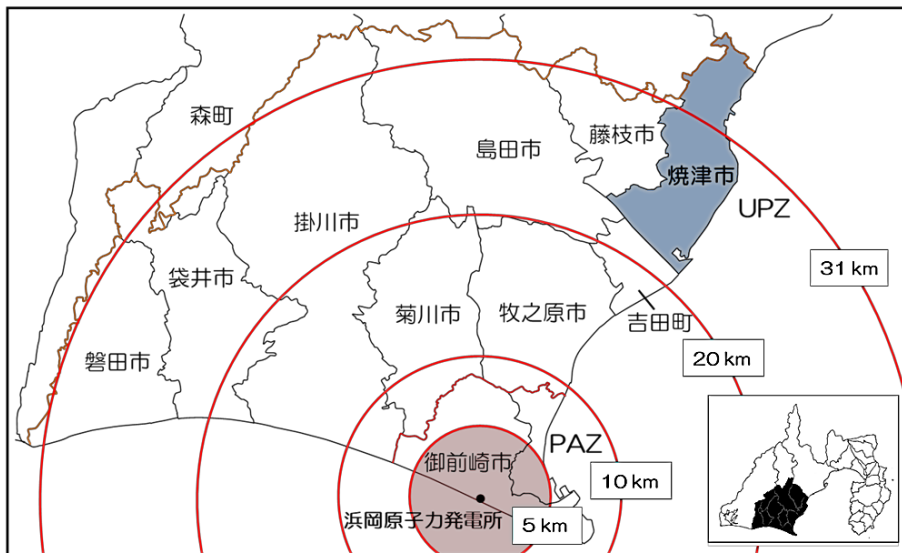 森町
島田市
藤枝市
焼津市
UPZ
掛川市
袋井市
31 km
菊川市
牧之原市
吉田町
磐田市
20 km
PAZ
御前崎市
10 km
浜岡原子力発電所
5 km